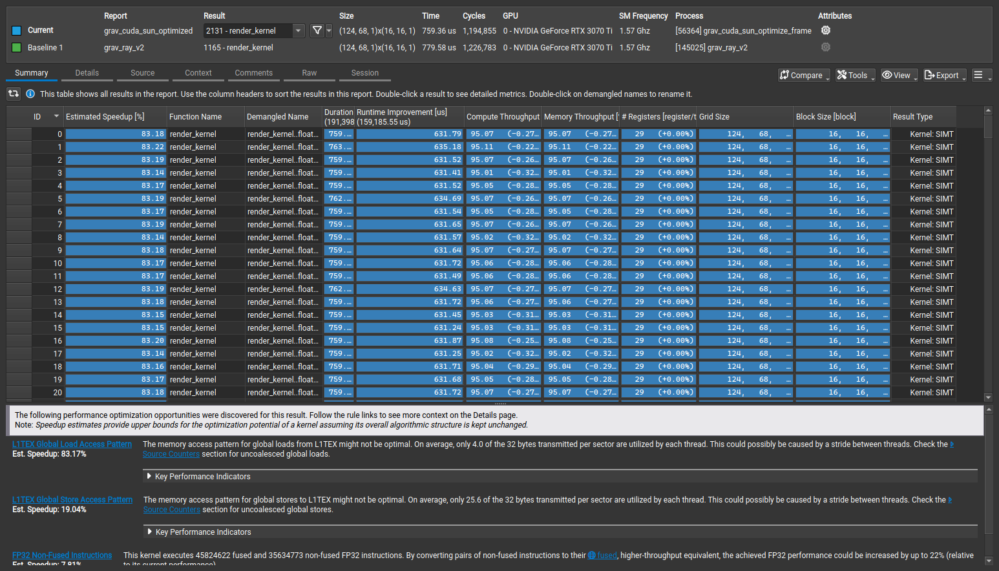 Report Result Size Time Cycles GPU SM Frequency Process Attributes
Current grav_cuda_sun_optimized 2131 - render_kernel (124, 68, 1)x(16, 16, 1) 759.36 us 1,194,855 0 - NVIDIA GeForce RTX 3070 Ti 1.57 Ghz [56364] grav_cuda_sun_optimize_frame
Baseline 1 grav_ray_v2 1165 - render_kernel (124, 68, 1)x(16, 16, 1) 779.58 us 1,226,783 0 - NVIDIA GeForce RTX 3070 Ti 1.57 Ghz [145025] grav_ray_v2
Summary Details Source Context Comments Raw Session Compare Tools View Export
This table shows all results in the report. Use the column headers to sort the results in this report. Double-click a result to see detailed metrics. Double-click on demangled names to rename it.
ID Estimated Speedup [%] Function Name Demangled Name Duration (191,398 Runtime Improvement [us] (159,185.55 us) Compute Throughput Memory Throughput [ # Registers [register/t Grid Size Block Size [block] Result Type
0 83.18 render_kernel render_kernel..float... 759.... 631.79 95.07 (-0.27... 95.07 (-0.27... 29 (+0.00%) 124, 68, ... 16, 16, ... Kernel: SIMT
1 83.22 render_kernel render_kernel..float... 763.... 635.18 95.11 (-0.22... 95.11 (-0.22... 29 (+0.00%) 124, 68, ... 16, 16, ... Kernel: SIMT
2 83.19 render_kernel render_kernel..float... 759.... 631.52 95.07 (-0.26... 95.07 (-0.26... 29 (+0.00%) 124, 68, ... 16, 16, ... Kernel: SIMT
3 83.14 render_kernel render_kernel..float... 759.... 631.41 95.01 (-0.32... 95.01 (-0.32... 29 (+0.00%) 124, 68, ... 16, 16, ... Kernel: SIMT
4 83.17 render_kernel render_kernel..float... 759.... 631.52 95.05 (-0.28... 95.05 (-0.28... 29 (+0.00%) 124, 68, ... 16, 16, ... Kernel: SIMT
5 83.19 render_kernel render_kernel..float... 762.... 634.69 95.07 (-0.26... 95.07 (-0.26... 29 (+0.00%) 124, 68, ... 16, 16, ... Kernel: SIMT
6 83.17 render_kernel render_kernel..float... 759.... 631.54 95.05 (-0.28... 95.05 (-0.28... 29 (+0.00%) 124, 68, ... 16, 16, ... Kernel: SIMT
7 83.19 render_kernel render_kernel..float... 759.... 631.65 95.07 (-0.26... 95.07 (-0.26... 29 (+0.00%) 124, 68, ... 16, 16, ... Kernel: SIMT
8 83.14 render_kernel render_kernel..float... 759.... 631.57 95.02 (-0.32... 95.02 (-0.32... 29 (+0.00%) 124, 68, ... 16, 16, ... Kernel: SIMT
9 83.18 render_kernel render_kernel..float... 759.... 631.64 95.07 (-0.27... 95.07 (-0.27... 29 (+0.00%) 124, 68, ... 16, 16, ... Kernel: SIMT
10 83.17 render_kernel render_kernel..float... 759.... 631.72 95.06 (-0.28... 95.06 (-0.28... 29 (+0.00%) 124, 68, ... 16, 16, ... Kernel: SIMT
11 83.17 render_kernel render_kernel..float... 759.... 631.49 95.06 (-0.28... 95.06 (-0.28... 29 (+0.00%) 124, 68, ... 16, 16, ... Kernel: SIMT
12 83.19 render_kernel render_kernel..float... 762.... 634.63 95.07 (-0.27... 95.07 (-0.27... 29 (+0.00%) 124, 68, ... 16, 16, ... Kernel: SIMT
13 83.18 render_kernel render_kernel..float... 759.... 631.72 95.06 (-0.28... 95.06 (-0.28... 29 (+0.00%) 124, 68, ... 16, 16, ... Kernel: SIMT
14 83.15 render_kernel render_kernel..float... 759.... 631.45 95.03 (-0.31... 95.03 (-0.31... 29 (+0.00%) 124, 68, ... 16, 16, ... Kernel: SIMT
15 83.15 render_kernel render_kernel..float... 759.... 631.24 95.03 (-0.31... 95.03 (-0.31... 29 (+0.00%) 124, 68, ... 16, 16, ... Kernel: SIMT
16 83.20 render_kernel render_kernel..float... 759.... 631.87 95.08 (-0.25... 95.08 (-0.25... 29 (+0.00%) 124, 68, ... 16, 16, ... Kernel: SIMT
17 83.14 render_kernel render_kernel..float... 759.... 631.25 95.02 (-0.32... 95.02 (-0.32... 29 (+0.00%) 124, 68, ... 16, 16, ... Kernel: SIMT
18 83.16 render_kernel render_kernel..float... 759.... 631.71 95.04 (-0.29... 95.04 (-0.29... 29 (+0.00%) 124, 68, ... 16, 16, ... Kernel: SIMT
19 83.17 render_kernel render_kernel..float... 759.... 631.68 95.05 (-0.28... 95.05 (-0.28... 29 (+0.00%) 124, 68, ... 16, 16, ... Kernel: SIMT
20 83.18 render_kernel render_kernel..float... 759.... 631.72 95.07 (-0.27... 95.07 (-0.27... 29 (+0.00%) 124, 68, ... 16, 16, ... Kernel: SIMT
The following performance optimization opportunities were discovered for this result. Follow the rule links to see more context on the Details page.
Note: Speedup estimates provide upper bounds for the optimization potential of a kernel assuming its overall algorithmic structure is kept unchanged.
L1TEX Global Load Access Pattern The memory access pattern for global loads from L1TEX might not be optimal. On average, only 4.0 of the 32 bytes transmitted per sector are utilized by each thread. This could possibly be caused by a stride between threads. Check the
Est. Speedup: 83.17% Source Counters section for uncoalesced global loads.
Key Performance Indicators
L1TEX Global Store Access Pattern The memory access pattern for global stores to L1TEX might not be optimal. On average, only 25.6 of the 32 bytes transmitted per sector are utilized by each thread. This could possibly be caused by a stride between threads. Check the
Est. Speedup: 19.04% Source Counters section for uncoalesced global stores.
Key Performance Indicators
FP32 Non-Fused Instructions This kernel executes 45824622 fused and 35634773 non-fused FP32 instructions. By converting pairs of non-fused instructions to their fused, higher-throughput equivalent, the achieved FP32 performance could be increased by up to 22% (relative
Est. Speedup: 7.81% to its current performance)